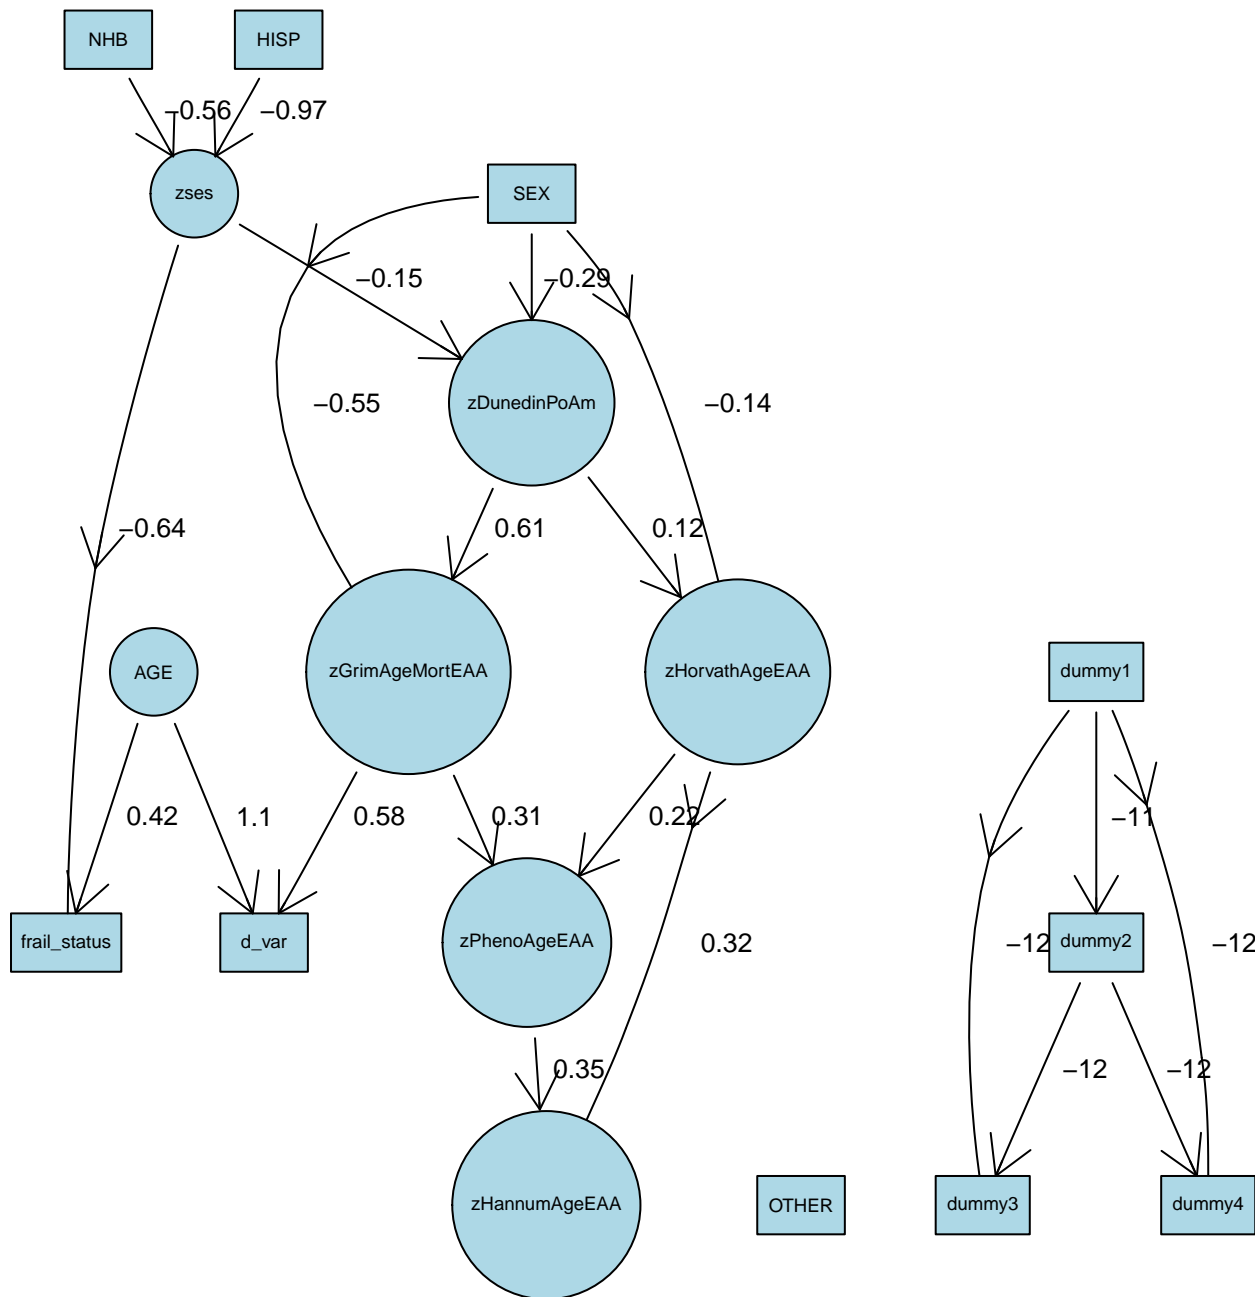 NHB
HISP
−0.56
−0.97
zses
SEX
−0.15
−0.29
−0.55
zDunedinPoAm
−0.14
−0.64
0.61
0.12
AGE
zGrimAgeMortEAA
zHorvathAgeEAA
dummy1
0.42
1.1
0.58
0.31
0.22
−11
frail_status
d_var
zPhenoAgeEAA
0.32
−12
dummy2
−12
0.35
−12
−12
zHannumAgeEAA
OTHER
dummy3
dummy4